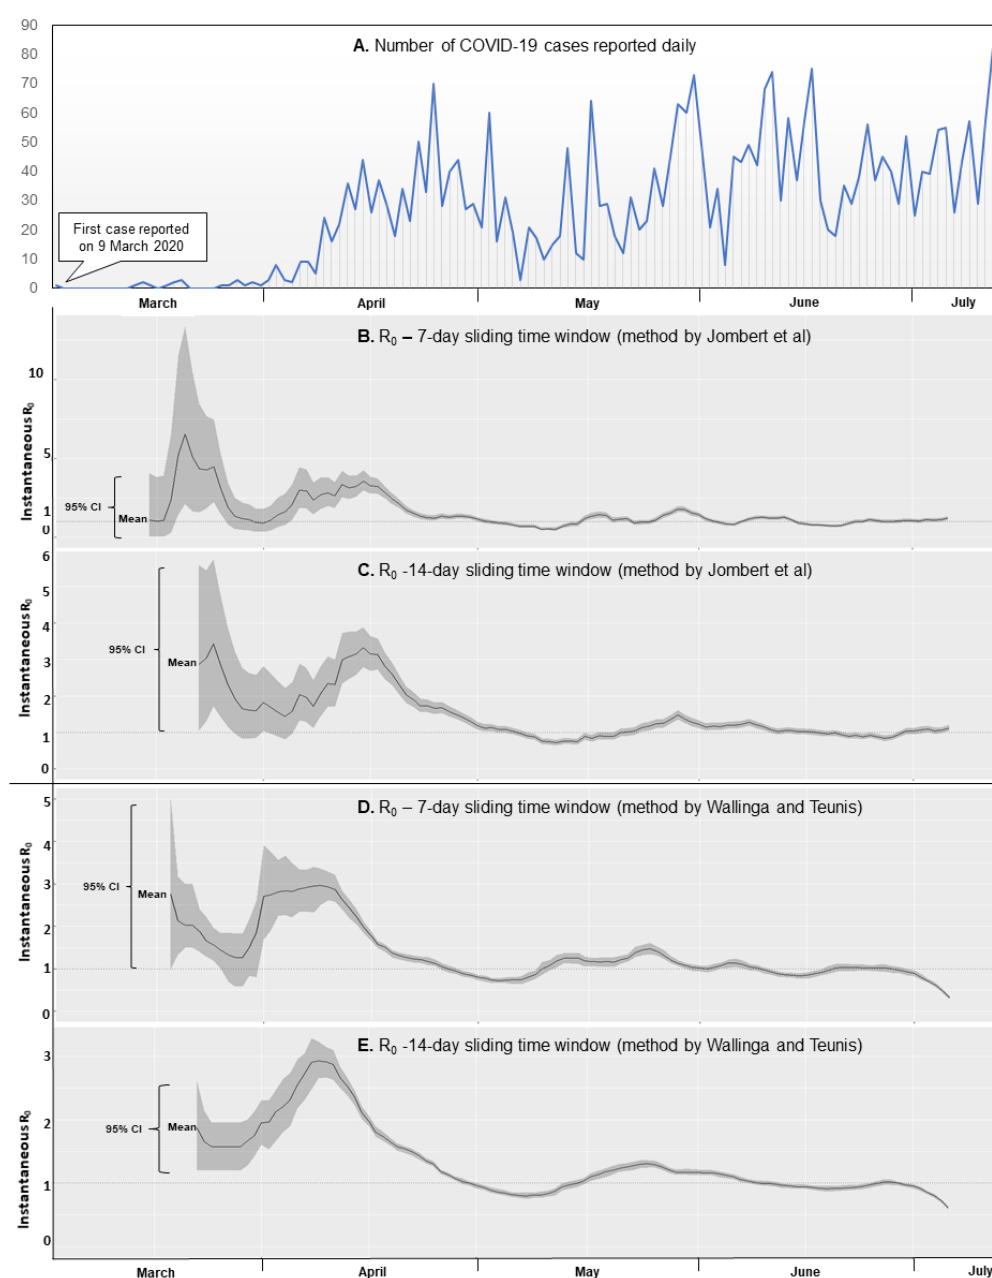 A. Number of COVID-19 cases reported daily
90
80
70
60
50
40
30
20
10
0
First case reported
on 9 March 2020
March April May June July
B. R0 – 7-day sliding time window (method by Jombert et al)
Instantaneous R0
10
5
1
0
95% CI
Mean
C. R0 -14-day sliding time window (method by Jombert et al)
Instantaneous R0
6
5
4
3
2
1
0
95% CI
Mean
D. R0 – 7-day sliding time window (method by Wallinga and Teunis)
Instantaneous R0
5
4
3
2
1
0
95% CI
Mean
E. R0 -14-day sliding time window (method by Wallinga and Teunis)
Instantaneous R0
3
2
1
0
95% CI
Mean
March April May June July